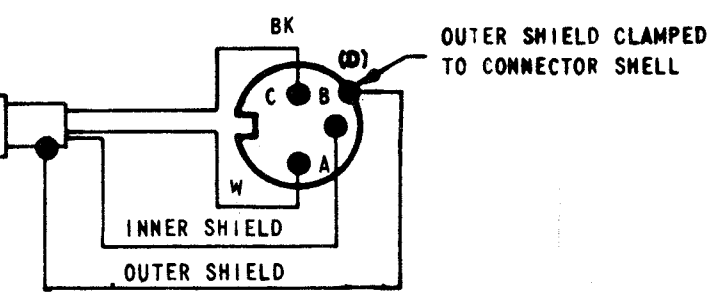 BK
OUTER SHIELD CLAMPED
TO CONNECTOR SHELL
(D)
C
B
A
W
INNER SHIELD
OUTER SHIELD